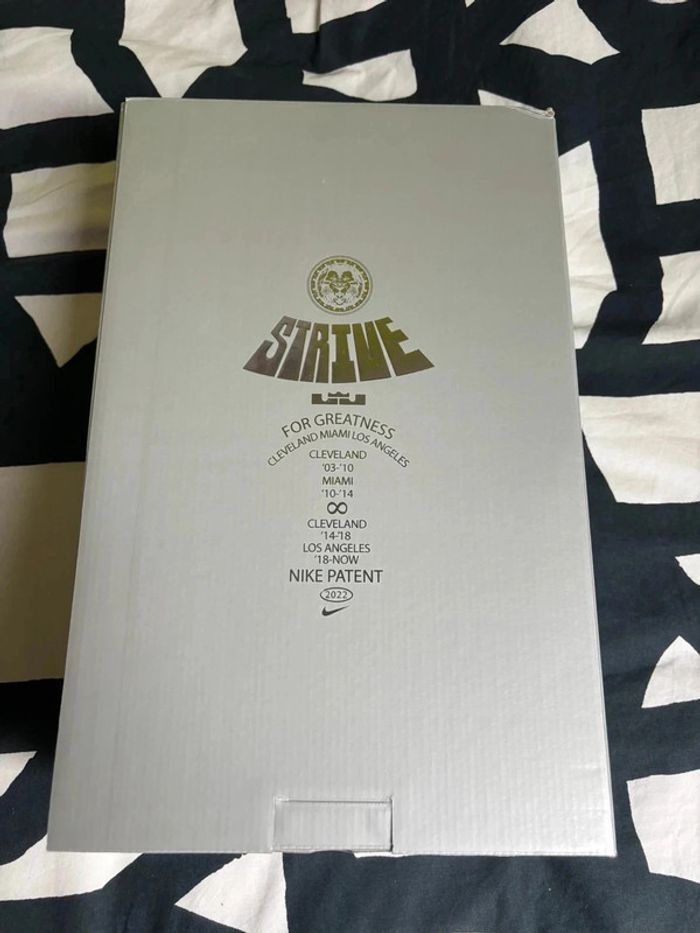 STRIVE
FOR GREATNESS
CLEVELAND MIAMI LOS ANGELES
CLEVELAND
'03-'10
MIAMI
'10-'14
∞
CLEVELAND
'14-'18
LOS ANGELES
'18-NOW
NIKE PATENT
2022